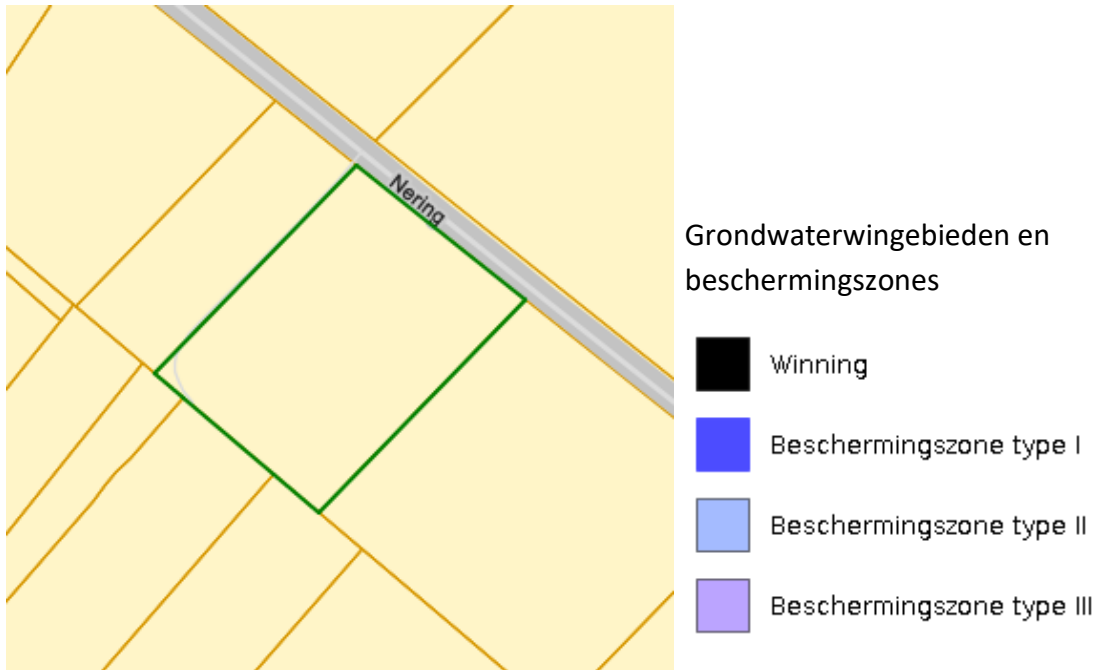 Nering
Grondwaterwingebieden en
beschermingszones
Winning
Beschermingszone type I
Beschermingszone type II
Beschermingszone type III